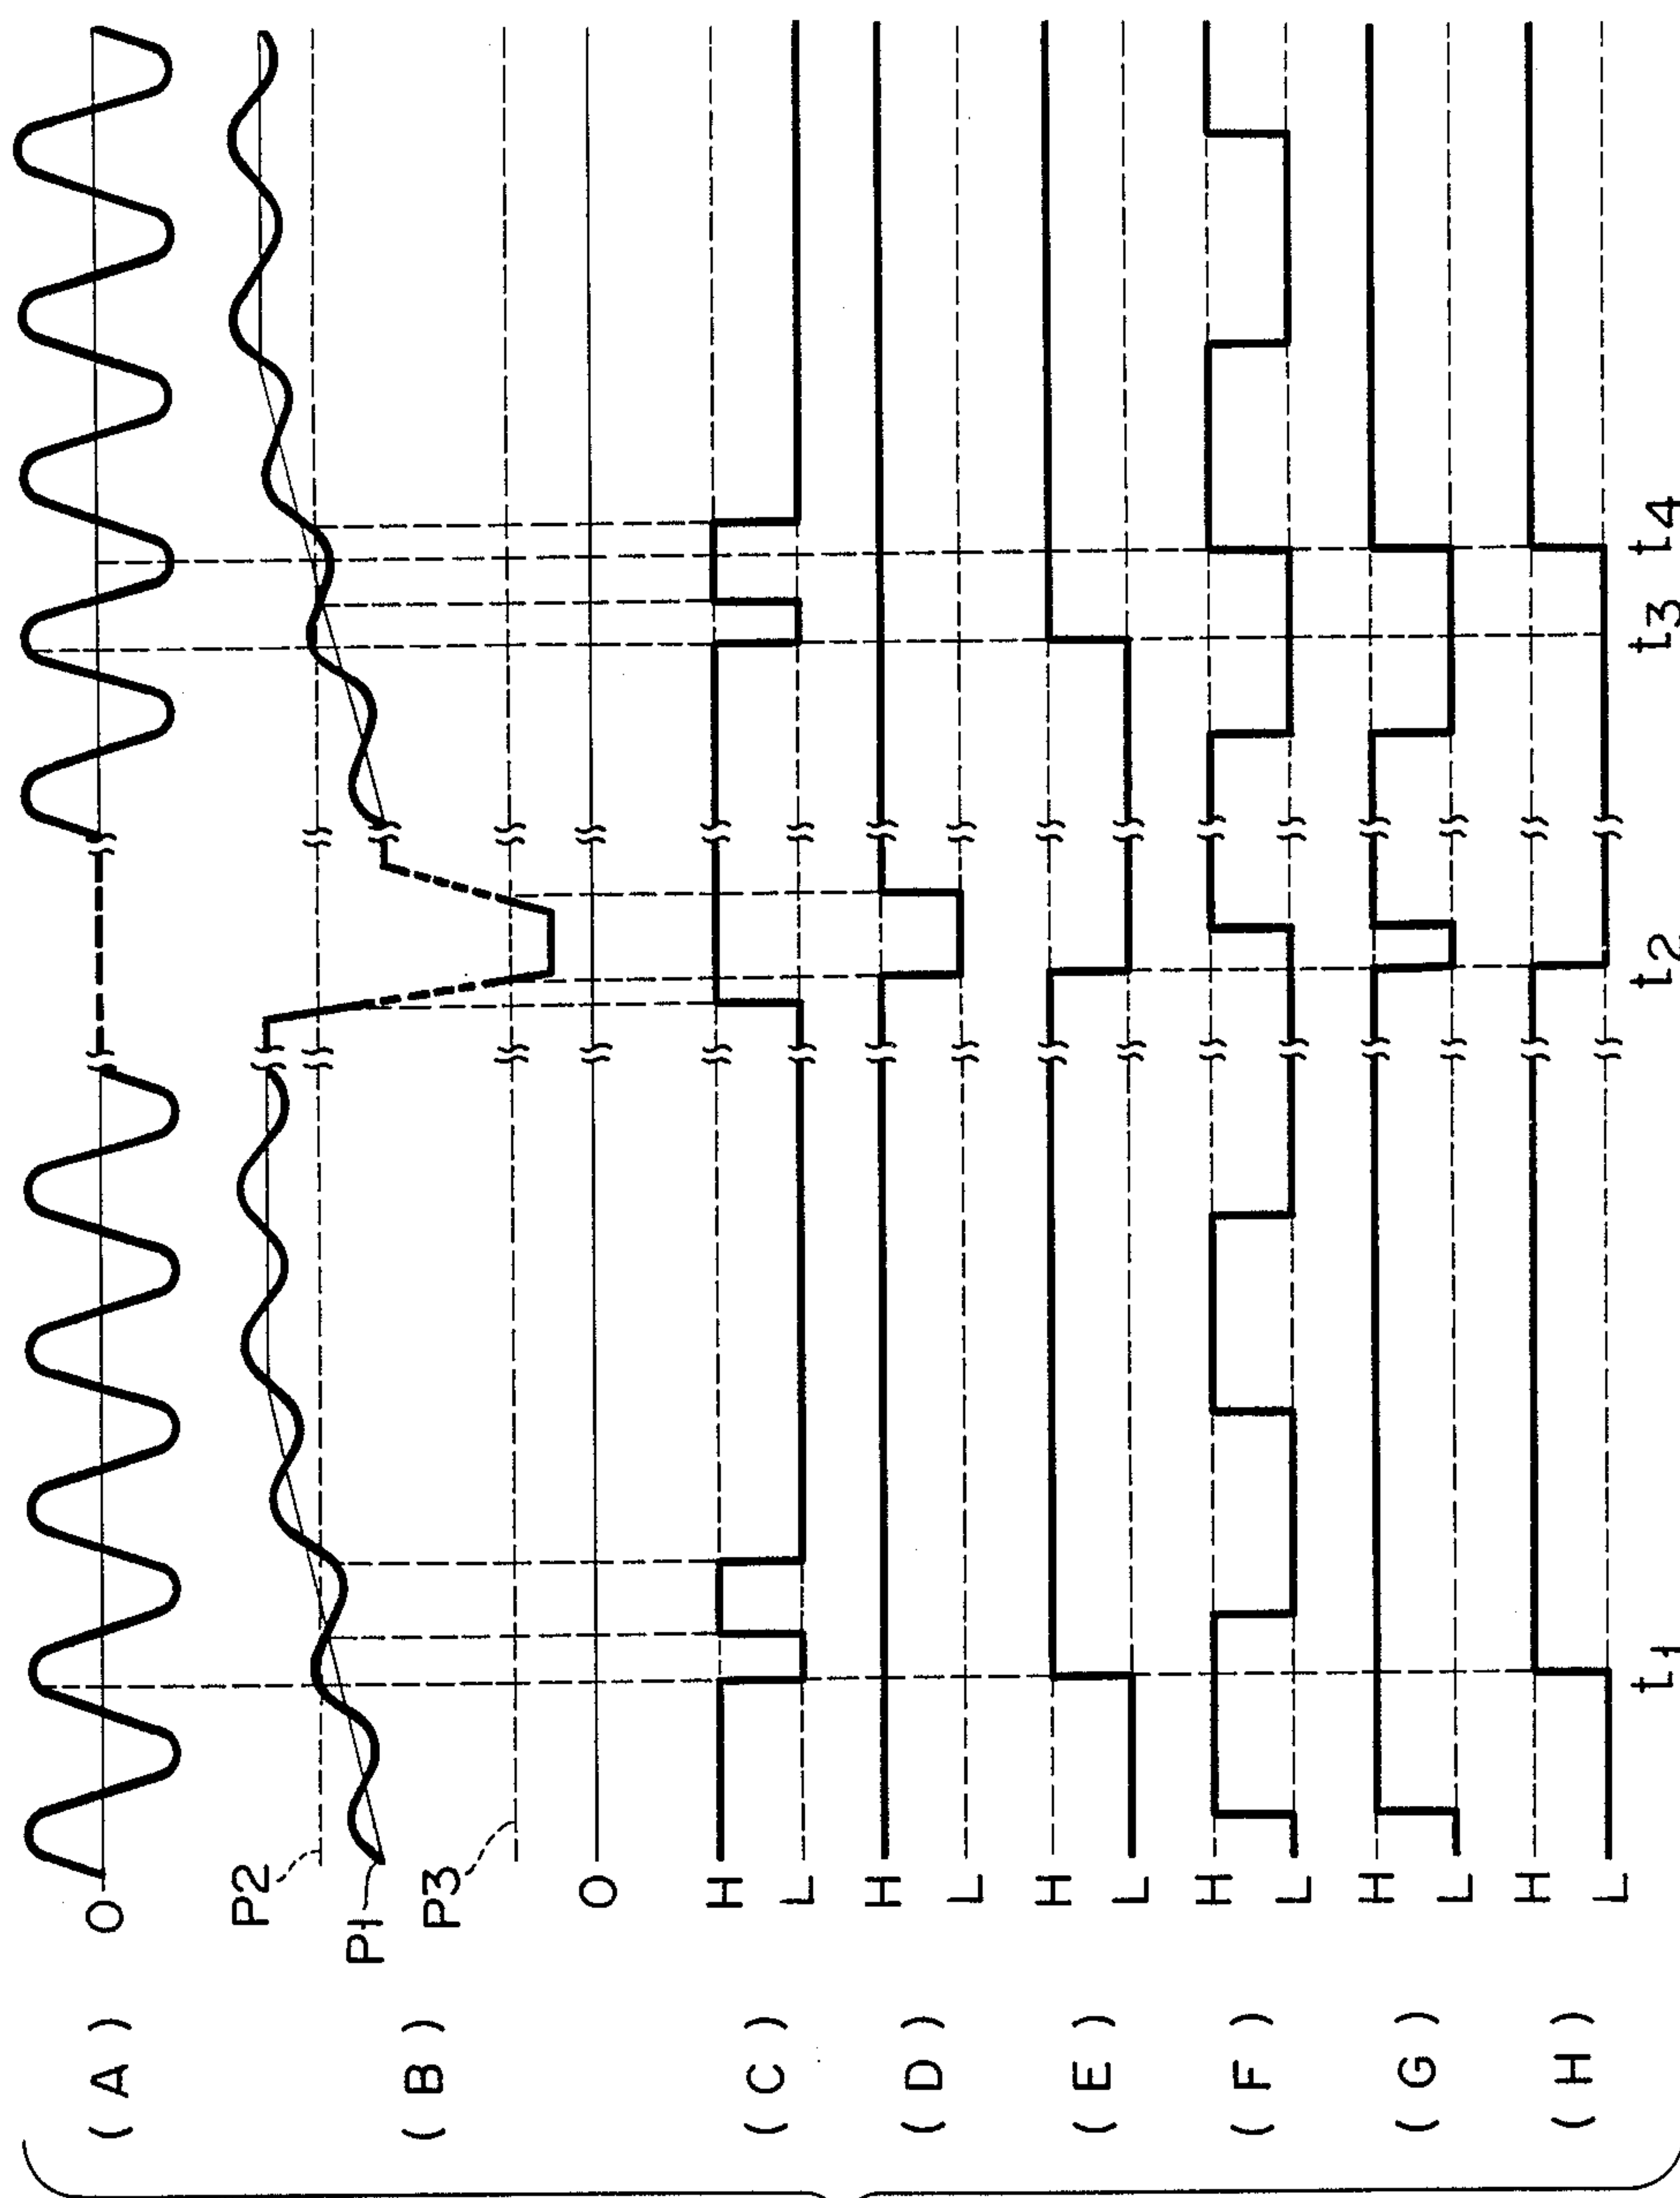 (A) O
(B) P2
P1
P3
O
(C) H
L
(D) H
L
(E) H
L
(F) H
L
(G) H
L
(H) H
L
t1 t2 t3 t4